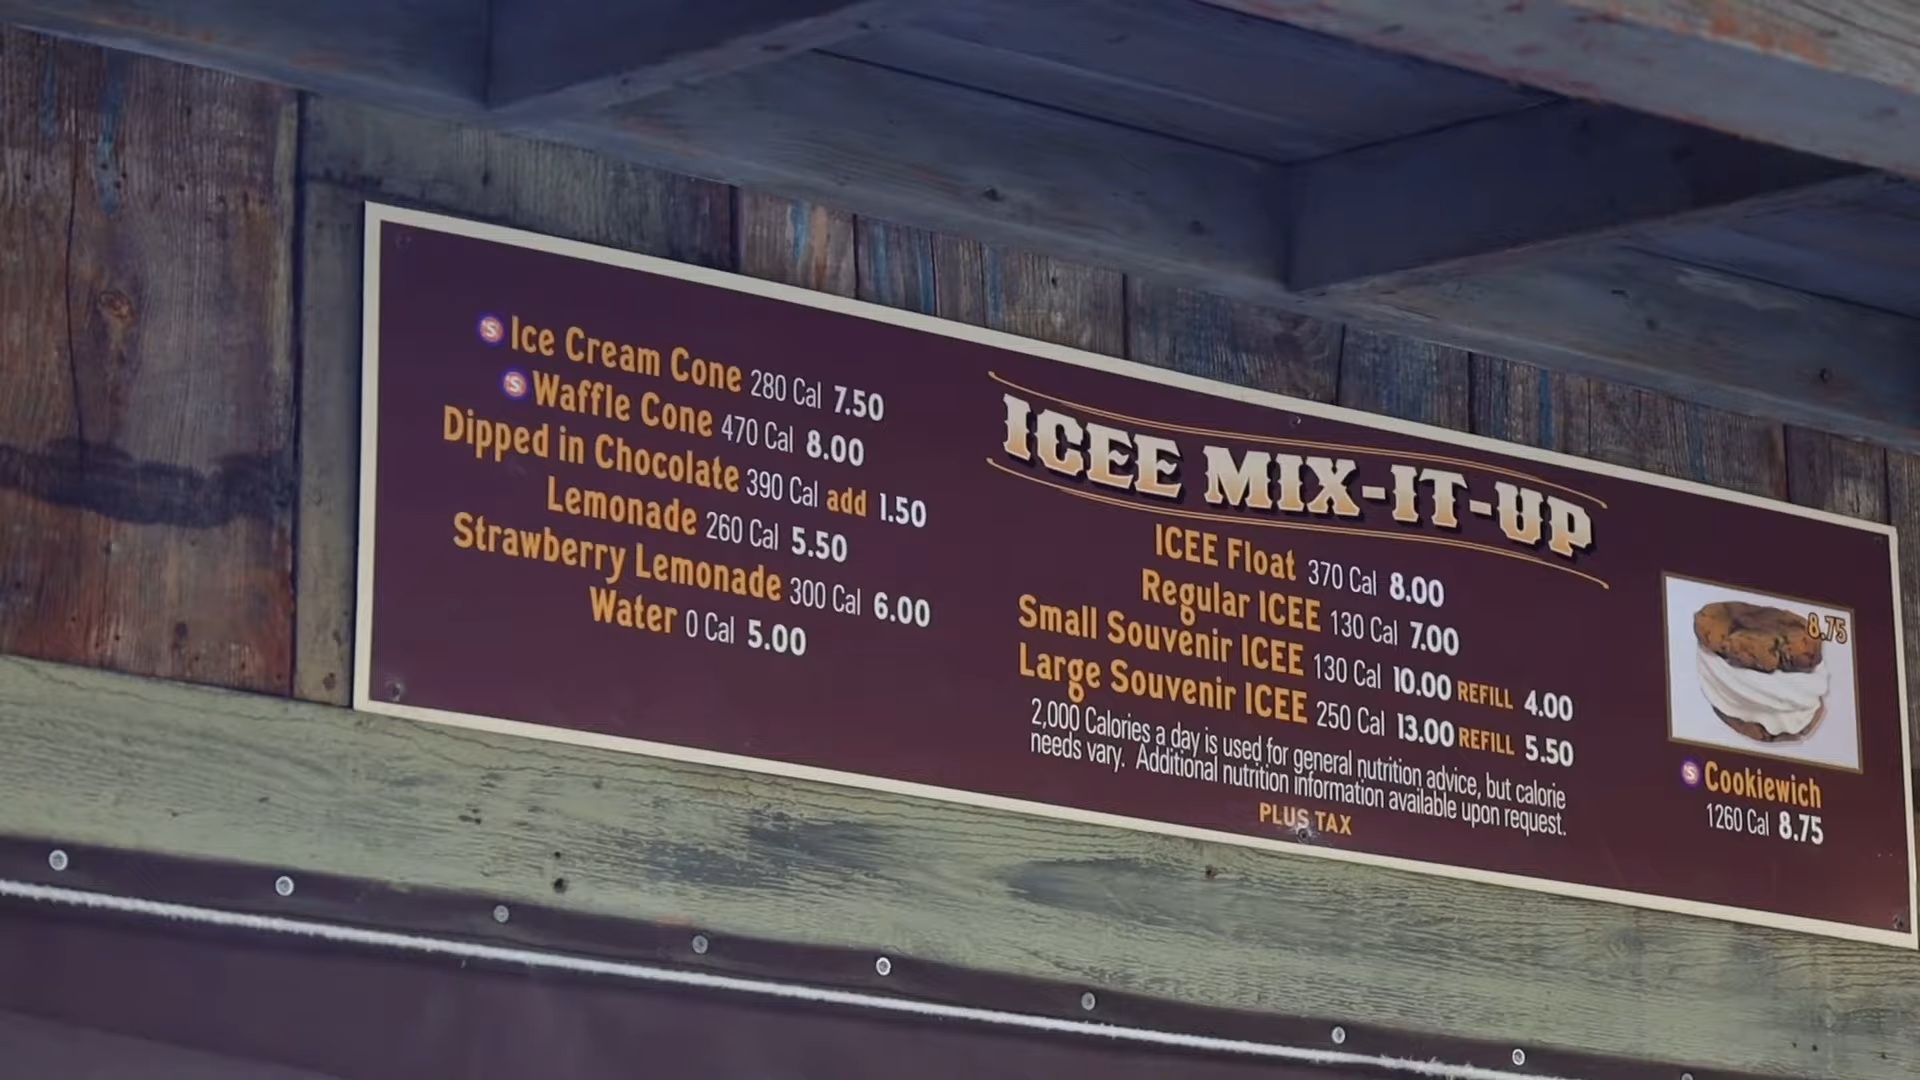 Ice Cream Cone 280 Cal 7.50
Waffle Cone 470 Cal 8.00
Dipped in Chocolate 390 Cal add 1.50
Lemonade 260 Cal 5.50
Strawberry Lemonade 300 Cal 6.00
Water 0 Cal 5.00
ICEE MIX-IT-UP
ICEE Float 370 Cal 8.00
Regular ICEE 130 Cal 7.00
Small Souvenir ICEE 130 Cal 10.00 REFILL 4.00
Large Souvenir ICEE 250 Cal 13.00 REFILL 5.50
2,000 Calories a day is used for general nutrition advice, but calorie
needs vary. Additional nutrition information available upon request.
PLUS TAX
8.75
Cookiewich
1260 Cal 8.75